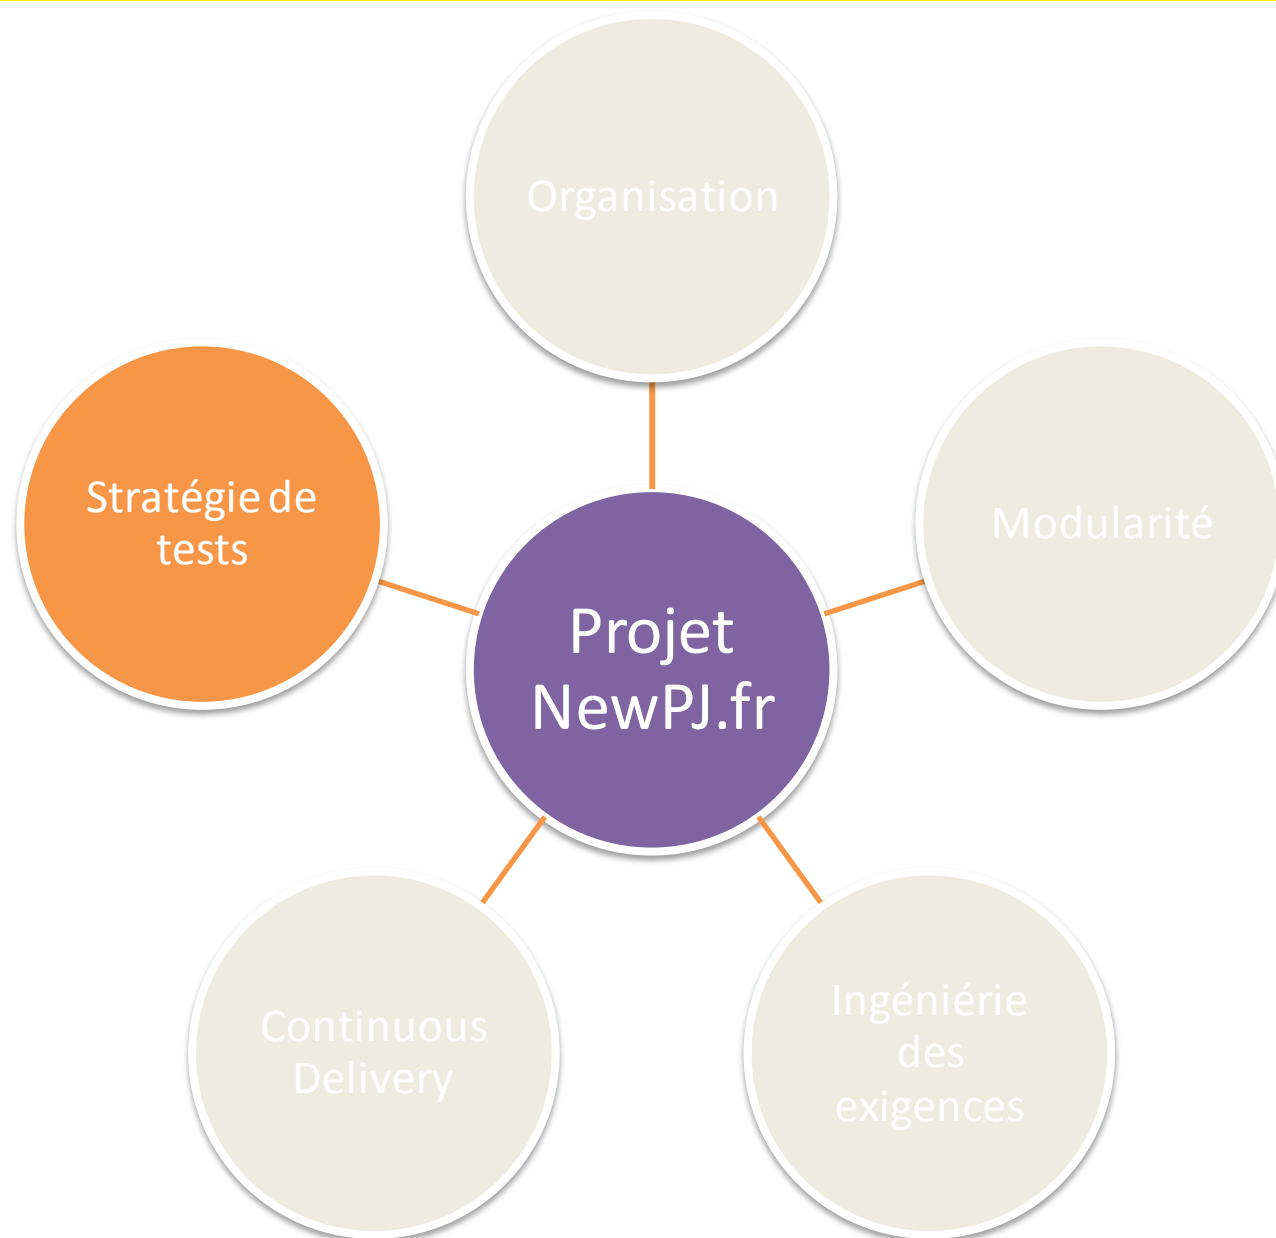 Organisation
Stratégie de
tests
Modularité
Projet
NewPJ.fr
Continuous
Delivery
Ingéniérie
des
exigences